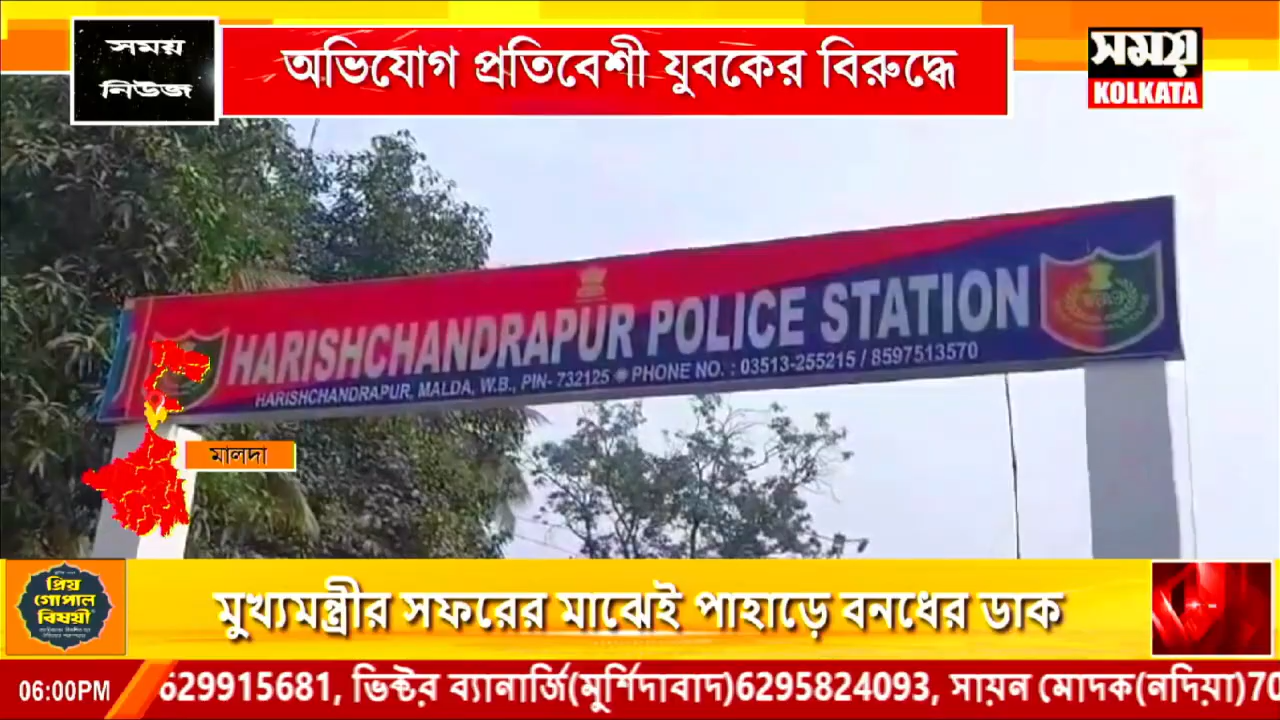 সময় নিউজ
অভিযোগ প্রতিবেশী যুবকের বিরুদ্ধে
সময়
KOLKATA
HARISHCHANDRAPUR POLICE STATION
HARISHCHANDRAPUR, MALDA, W.B., PIN- 732125 PHONE NO. : 03513-255215 / 8597513570
মালদা
প্রিয়
গোপাল
বিষয়ী
মুখ্যমন্ত্রীর সফরের মাঝেই পাহাড়ে বনধের ডাক
06:00PM
629915681, ভিক্টর ব্যানার্জি(মুর্শিদাবাদ)6295824093, সায়ন মোদক(নদিয়া)70